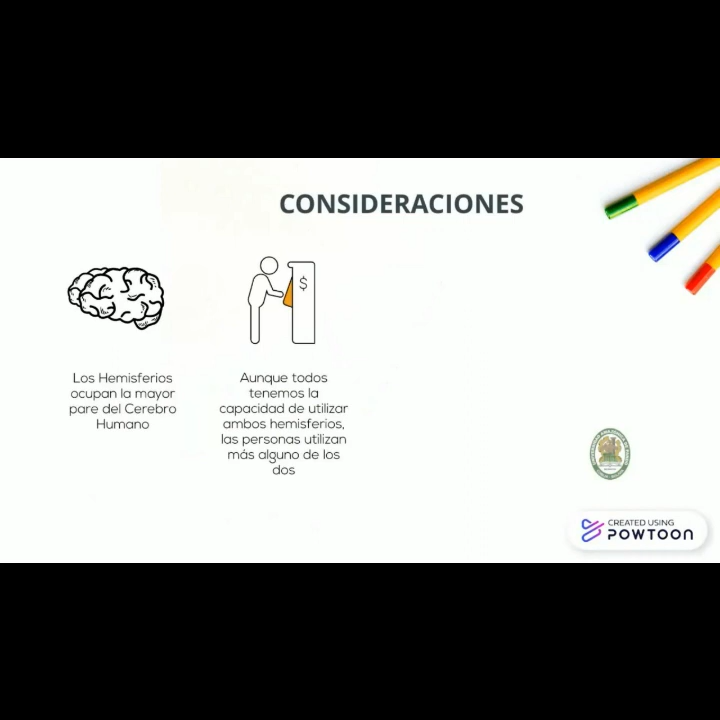 CONSIDERACIONES
$
Los Hemisferios
ocupan la mayor
pare del Cerebro
Humano
Aunque todos
tenemos la
capacidad de utilizar
ambos hemisferios,
las personas utilizan
más alguno de los
dos
CREATED USING
POWTOON